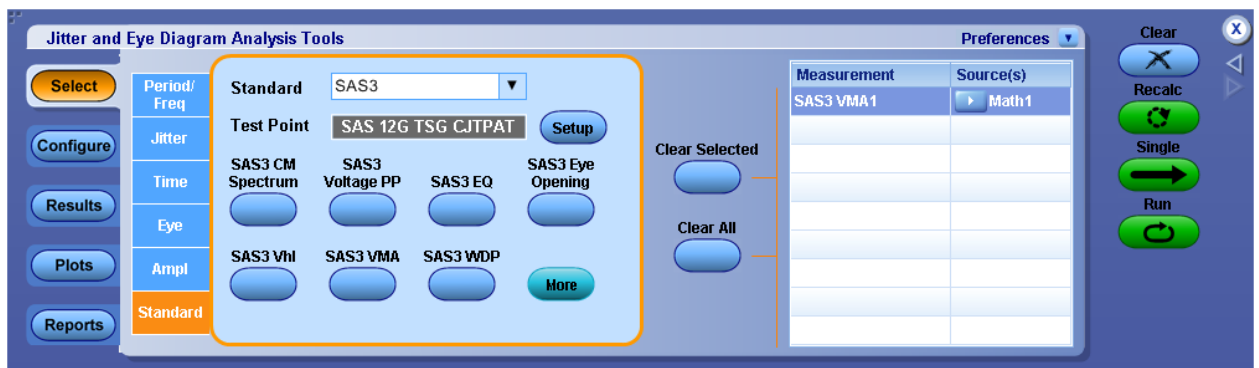 Jitter and Eye Diagram Analysis Tools
Preferences
Clear
X
Select
Configure
Results
Plots
Reports
Period/
Freq
Jitter
Time
Eye
Ampl
Standard
Standard
SAS3
Test Point
SAS 12G TSG CJTPAT
Setup
SAS3 CM
Spectrum
SAS3
Voltage PP
SAS3 EQ
SAS3 Eye
Opening
SAS3 Vhl
SAS3 VMA
SAS3 WDP
More
Clear Selected
Clear All
Measurement
Source(s)
SAS3 VMA1
Math1
Recalc
Single
Run